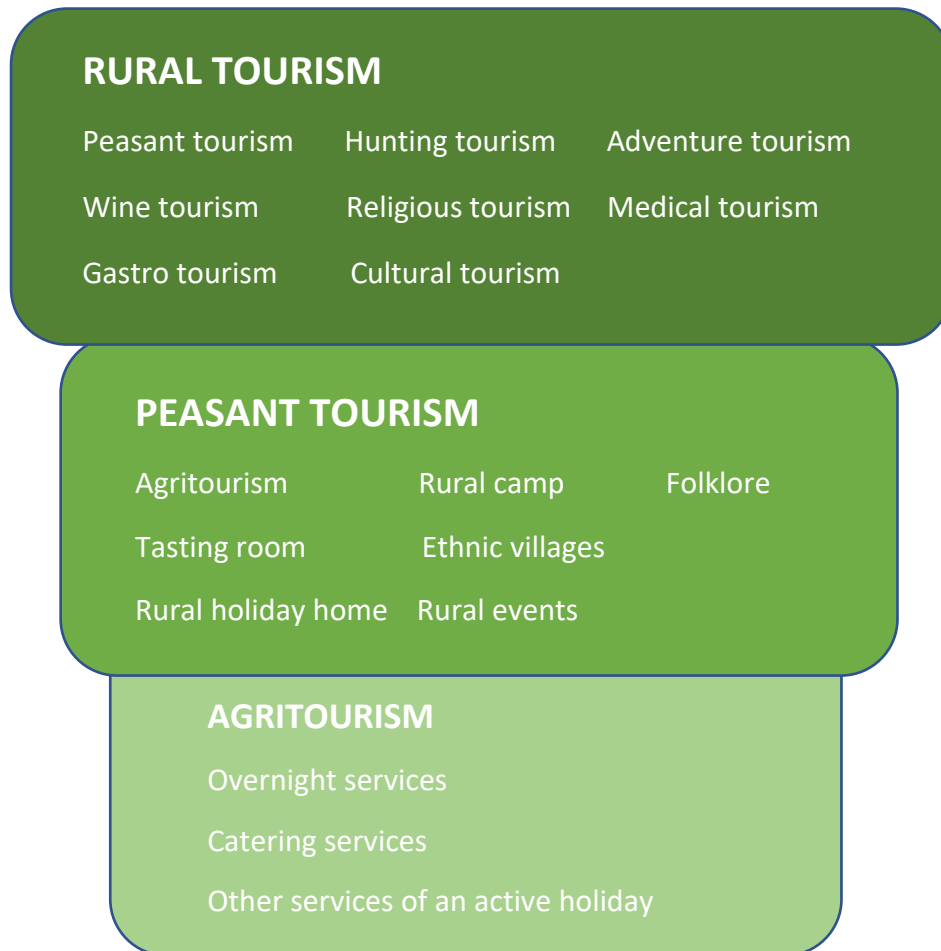 RURAL TOURISM
Peasant tourism Hunting tourism Adventure tourism
Wine tourism Religious tourism Medical tourism
Gastro tourism Cultural tourism
PEASANT TOURISM
Agritourism Rural camp Folklore
Tasting room Ethnic villages
Rural holiday home Rural events
AGRITOURISM
Overnight services
Catering services
Other services of an active holiday